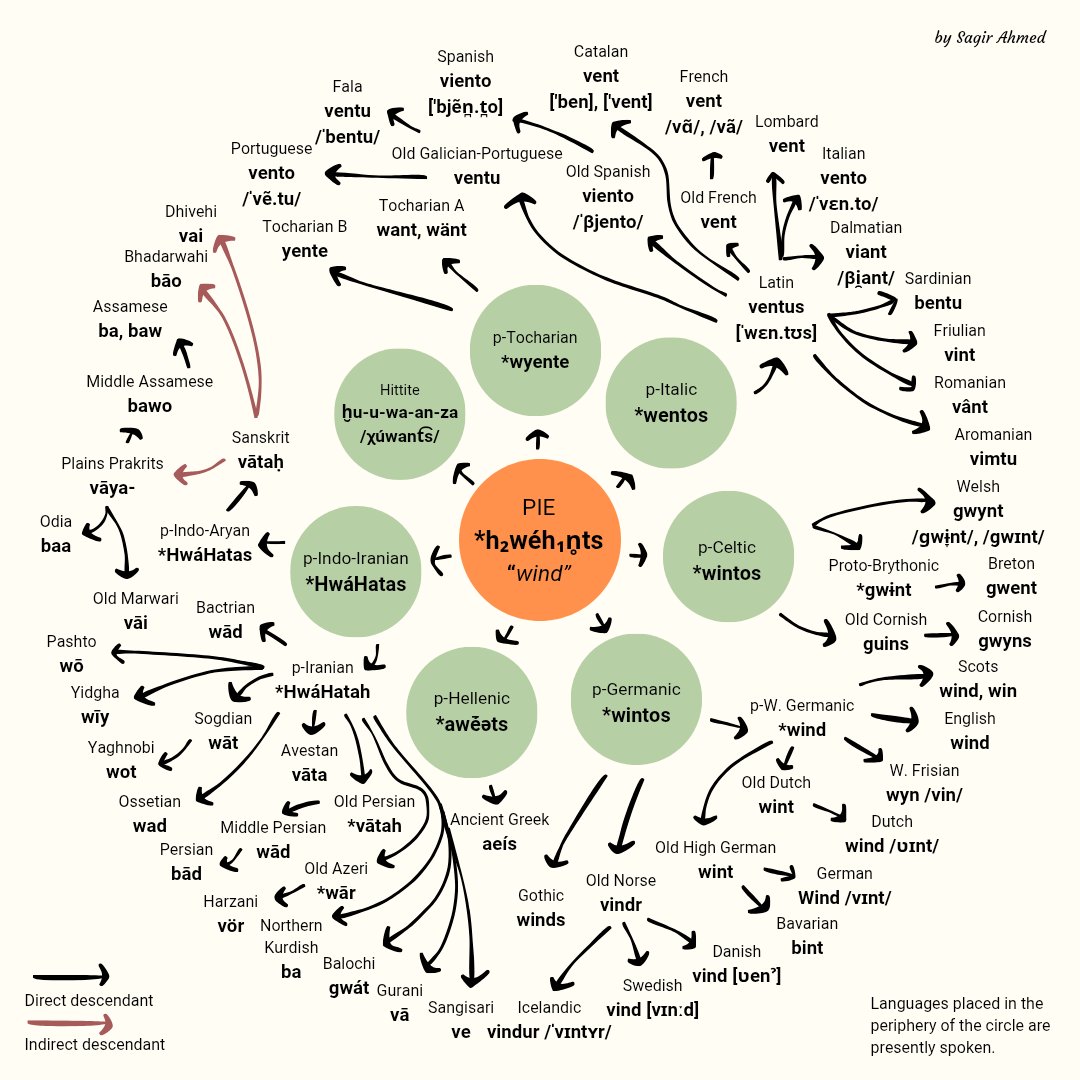 by Sagir Ahmed
Spanish
viento
[ˈbjẽn̪.t̪o]
Catalan
vent
[ˈben], [ˈvent]
French
vent
/vɑ̃/, /vã/
Fala
ventu
/ˈbentu/
Lombard
vent
Italian
vento
/ˈvɛn.to/
Portuguese
vento
/ˈvẽ.tu/
Old Galician-Portuguese
ventu
Old Spanish
viento
/ˈβjento/
Old French
vent
Tocharian A
want, wänt
Tocharian B
yente
Dhivehi
vai
Bhadarwahi
bāo
Assamese
ba, baw
Dalmatian
viant
/βi̯ant/
Latin
ventus
[ˈwɛn.tʊs]
Sardinian
bentu
Friulian
vint
Romanian
vânt
Aromanian
vimtu
p-Tocharian
*wyente
p-Italic
*wentos
Hittite
ḫu-u-wa-an-za
/χúwant͡s/
Middle Assamese
bawo
Sanskrit
vātaḥ
Plains Prakrits
vāya-
Odia
baa
p-Indo-Aryan
*HwáHatas
p-Indo-Iranian
*HwáHatas
PIE
*h₂wéh₁n̥ts
“wind”
p-Celtic
*wintos
Welsh
gwynt
/ɡwɨ̞nt/, /ɡwɪnt/
Proto-Brythonic
*gwɨnt
Breton
gwent
Old Cornish
guins
Cornish
gwyns
Old Marwari
vāi
Bactrian
wād
Pashto
wō
p-Iranian
*HwáHatah
Yidgha
wīy
Sogdian
wāt
Yaghnobi
wot
Avestan
vāta
Ossetian
wad
Old Persian
*vātah
Middle Persian
wād
Persian
bād
Old Azeri
*wār
Harzani
vör
Northern
Kurdish
ba
Balochi
gwát
Gurani
vā
Sangisari
ve
p-Hellenic
*awēəts
Ancient Greek
aeís
p-Germanic
*wintos
p-W. Germanic
*wind
Scots
wind, win
English
wind
W. Frisian
wyn /vin/
Old Dutch
wint
Dutch
wind /ʋɪnt/
Old High German
wint
German
Wind /vɪnt/
Bavarian
bint
Gothic
winds
Old Norse
vindr
Danish
vind [ʋenˀ]
Swedish
vind [vɪnːd]
Icelandic
vindur /ˈvɪntʏr/
Direct descendant
Indirect descendant
Languages placed in the
periphery of the circle are
presently spoken.